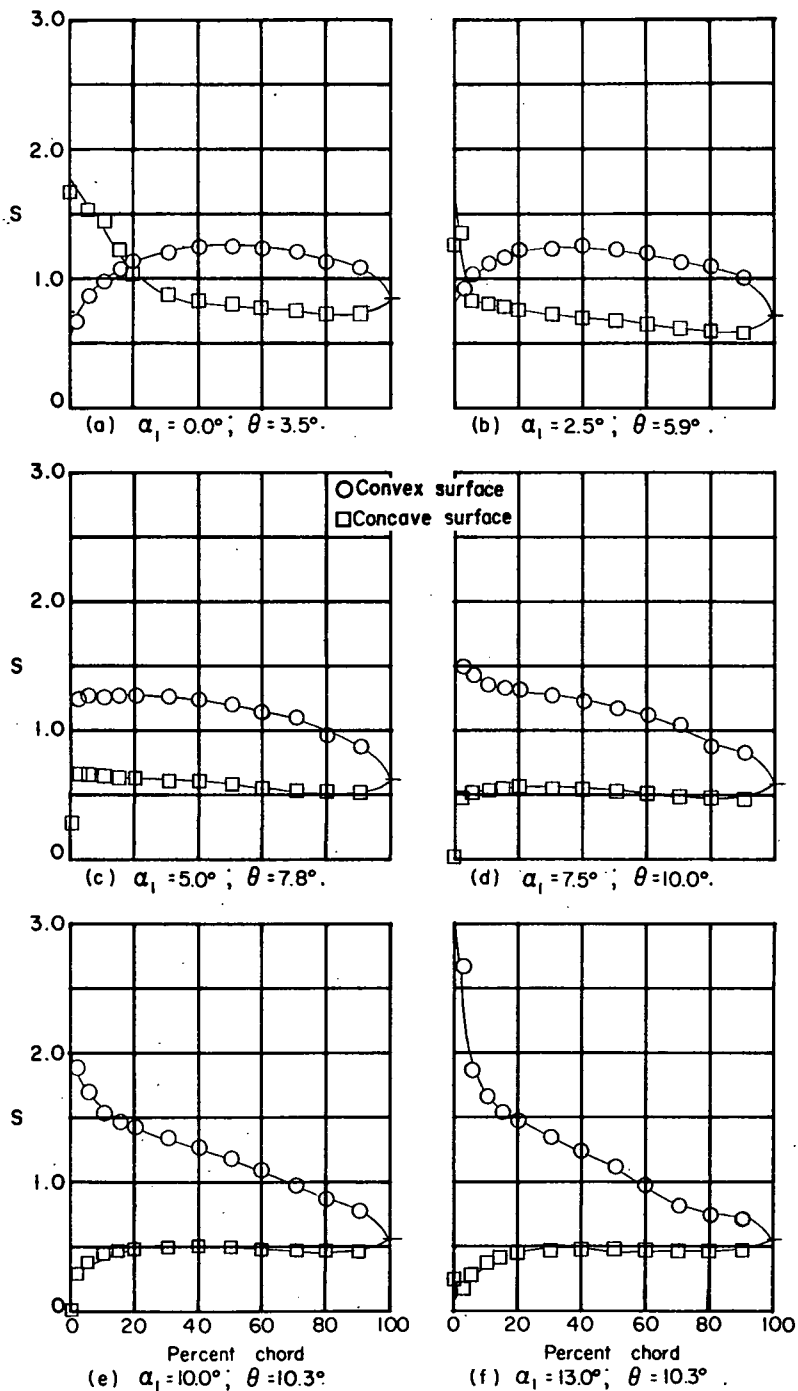 3.0
2.0
S
1.0
0
(a) α₁ = 0.0° ; θ = 3.5°.
(b) α₁ = 2.5° ; θ = 5.9° .
3.0
○ Convex surface
□ Concave surface
2.0
S
1.0
0
(c) α₁ = 5.0° ; θ = 7.8° .
(d) α₁ = 7.5° ; θ = 10.0°.
3.0
2.0
S
1.0
0
0 20 40 60 80 100
0 20 40 60 80 100
Percent chord
Percent chord
(e) α₁ = 10.0° ; θ = 10.3°.
(f) α₁ = 13.0° ; θ = 10.3° .